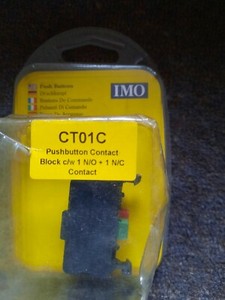 Push Buttons
IMO
CT01C
Pushbutton Contact
Block c/w 1 N/O + 1 N/C
Contact